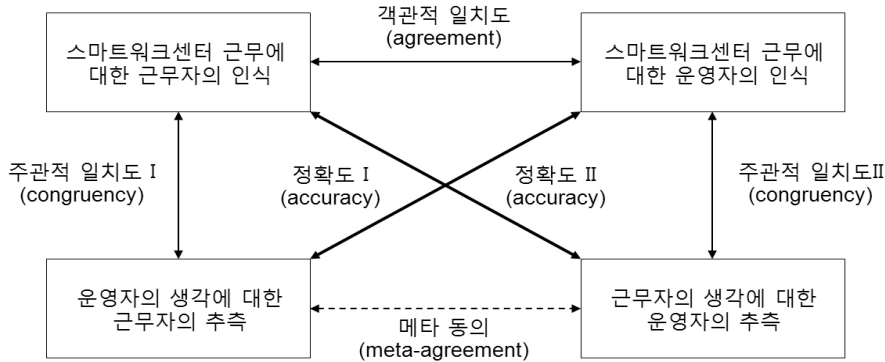 객관적 일치도
(agreement)
스마트워크센터 근무에
대한 근무자의 인식
스마트워크센터 근무에
대한 운영자의 인식
주관적 일치도 I
(congruency)
정확도 I
(accuracy)
정확도 II
(accuracy)
주관적 일치도II
(congruency)
운영자의 생각에 대한
근무자의 추측
근무자의 생각에 대한
운영자의 추측
메타 동의
(meta-agreement)